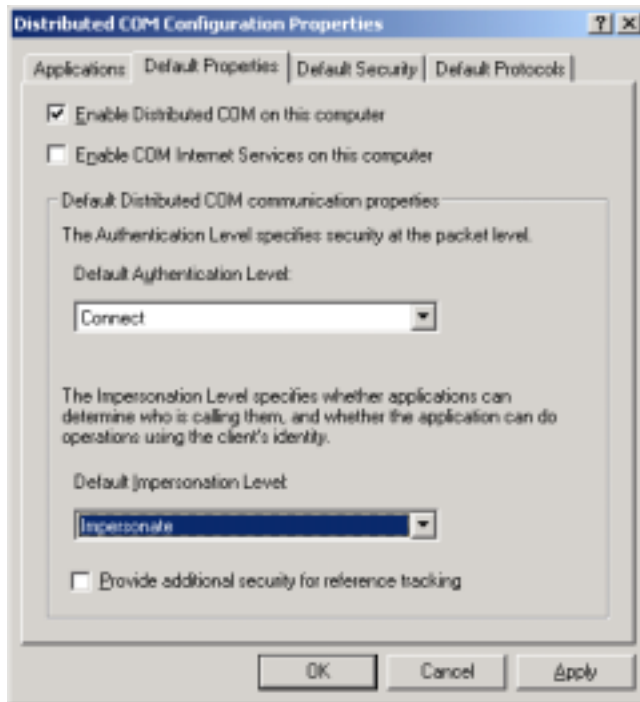 Distributed COM Configuration Properties
Applications Default Properties Default Security Default Protocols
Enable Distributed COM on this computer
Enable COM Internet Services on this computer
Default Distributed COM communication properties
The Authentication Level specifies security at the packet level.
Default Authentication Level:
Connect
The Impersonation Level specifies whether applications can
determine who is calling them, and whether the application can do
operations using the client's identity.
Default Impersonation Level:
Impersonate
Provide additional security for reference tracking
OK Cancel Apply